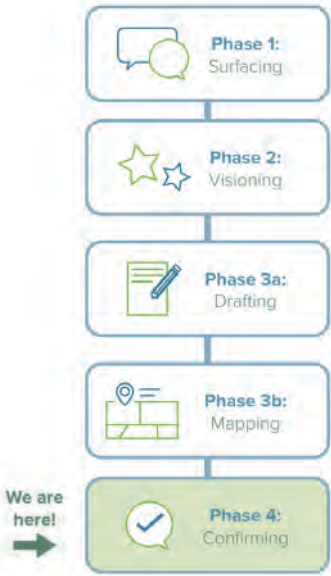 Phase 1:
Surfacing
Phase 2:
Visioning
Phase 3a:
Drafting
Phase 3b:
Mapping
We are
here!
Phase 4:
Confirming